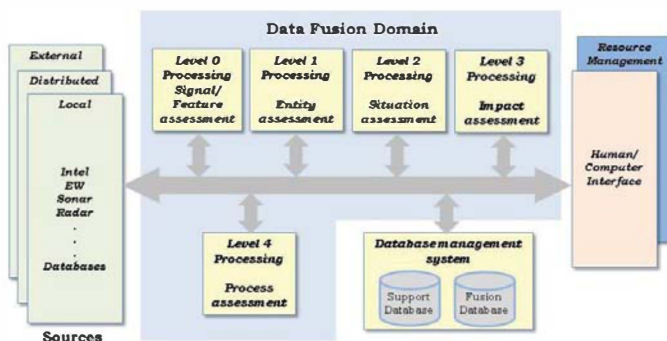 Data Fusion Domain
External
Distributed
Local
Intel
EW
Sonar
Radar
.
.
.
Databases
Sources
Level 0
Processing
Signal/
Feature
assessment
Level 1
Processing
Entity
assessment
Level 2
Processing
Situation
assessment
Level 3
Processing
Impact
assessment
Resource
Management
Human/
Computer
Interface
Level 4
Processing
Process
assessment
Database management
system
Support
Database
Fusion
Database